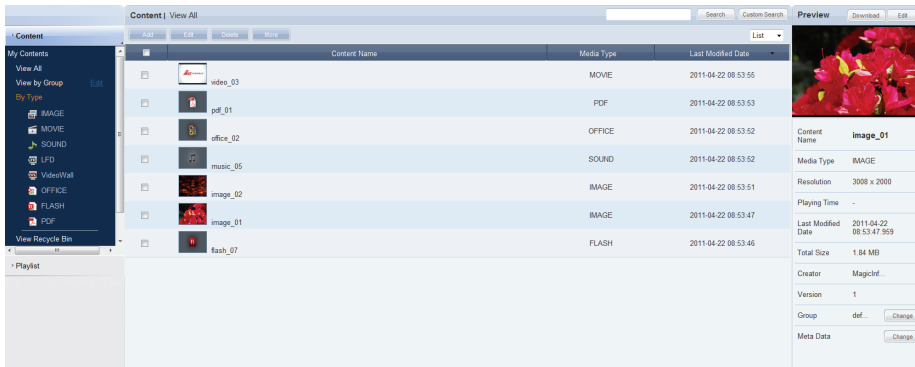 Content
My Contents
View All
View by Group Edit
By Type
IMAGE
MOVIE
SOUND
LFD
VideoWall
OFFICE
FLASH
PDF
View Recycle Bin
Playlist
Content | View All
Search Custom Search
Add Edit Delete More
List
Content Name Media Type Last Modified Date
video_03 MOVIE 2011-04-22 08:53:55
pdf_01 PDF 2011-04-22 08:53:53
office_02 OFFICE 2011-04-22 08:53:52
music_05 SOUND 2011-04-22 08:53:52
image_02 IMAGE 2011-04-22 08:53:51
image_01 IMAGE 2011-04-22 08:53:47
flash_07 FLASH 2011-04-22 08:53:46
Preview Download Edit
Content Name image_01
Media Type IMAGE
Resolution 3008 x 2000
Playing Time -
Last Modified Date 2011-04-22 08:53:47.959
Total Size 1.84 MB
Creator MagicInf...
Version 1
Group def... Change
Meta Data Change